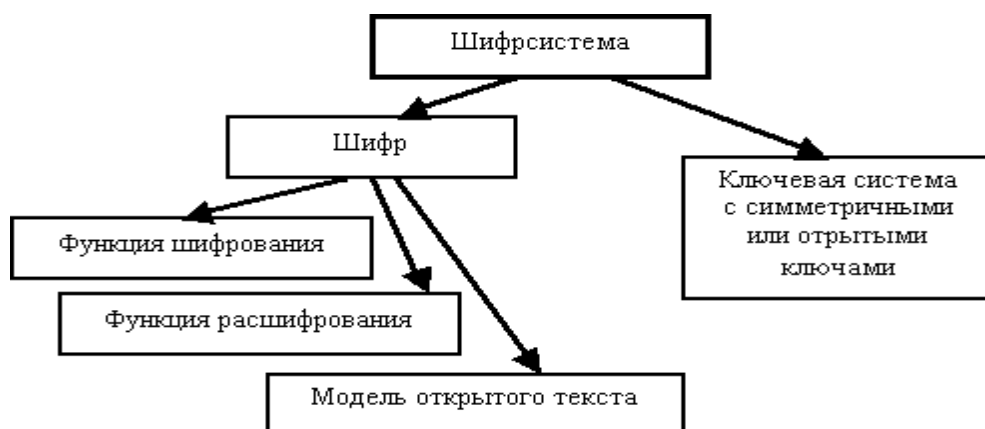 Шифрсистема
Шифр
Ключевая система
с симметричными
или отрытыми
ключами
Функция шифрования
Функция расшифрования
Модель открытого текста